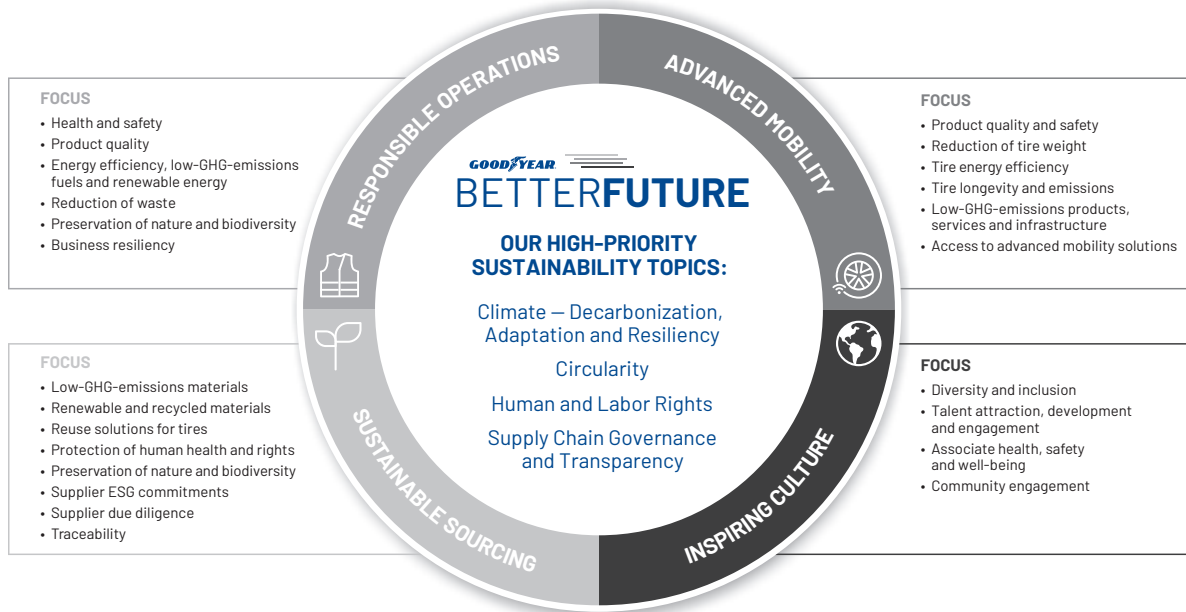 RESPONSIBLE OPERATIONS
FOCUS
• Health and safety
• Product quality
• Energy efficiency, low-GHG-emissions
fuels and renewable energy
• Reduction of waste
• Preservation of nature and biodiversity
• Business resiliency
ADVANCED MOBILITY
FOCUS
• Product quality and safety
• Reduction of tire weight
• Tire energy efficiency
• Tire longevity and emissions
• Low-GHG-emissions products,
services and infrastructure
• Access to advanced mobility solutions
GOODYEAR
BETTERFUTURE
OUR HIGH-PRIORITY
SUSTAINABILITY TOPICS:
Climate — Decarbonization,
Adaptation and Resiliency
Circularity
Human and Labor Rights
Supply Chain Governance
and Transparency
SUSTAINABLE SOURCING
FOCUS
• Low-GHG-emissions materials
• Renewable and recycled materials
• Reuse solutions for tires
• Protection of human health and rights
• Preservation of nature and biodiversity
• Supplier ESG commitments
• Supplier due diligence
• Traceability
INSPIRING CULTURE
FOCUS
• Diversity and inclusion
• Talent attraction, development
and engagement
• Associate health, safety
and well-being
• Community engagement